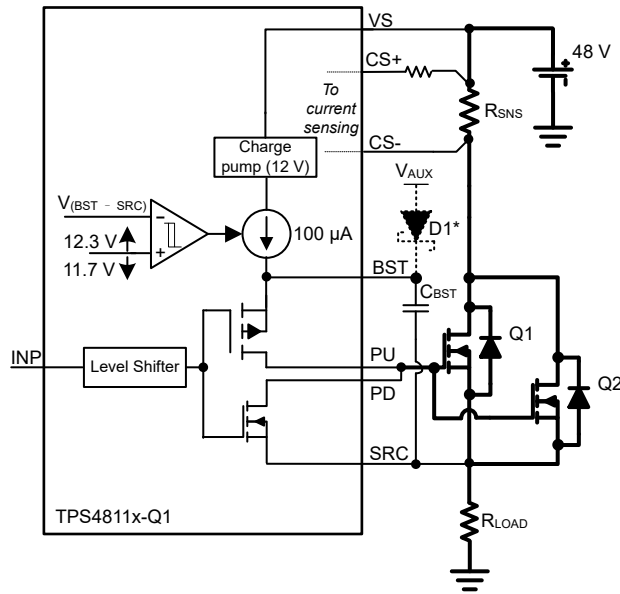 VS
CS+
48 V
To
current
sensing
RSNS
CS-
Charge
pump (12 V)
VAUX
V(BST - SRC)
D1*
12.3 V
100 µA
11.7 V
BST
CBST
Q1
INP
Level Shifter
PU
Q2
PD
SRC
RLOAD
TPS4811x-Q1